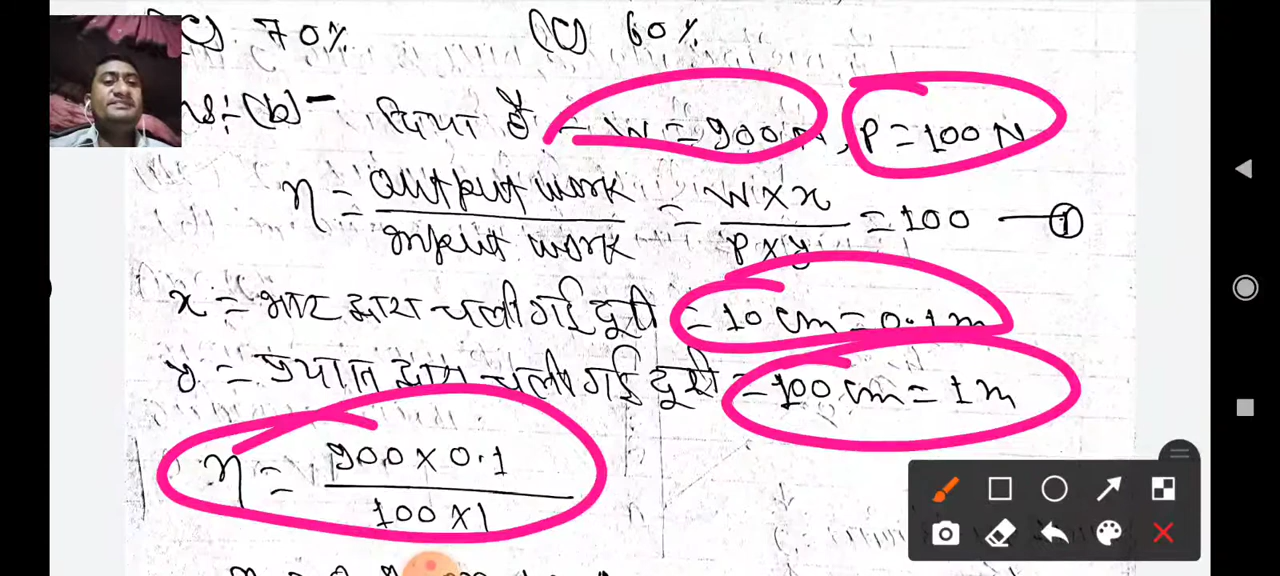 (C) 70% (C) 60%
ns:-(b)- दिया है - W = 900 N, P = 100 N
η = output work / input work = W × x / P × y = 100 — ①
x = भार द्वारा चली गई दूरी = 10 cm = 0.1 m
y = प्रयास द्वारा चली गई दूरी = 100 cm = 1 m
η = 900 × 0.1 / 100 × 1